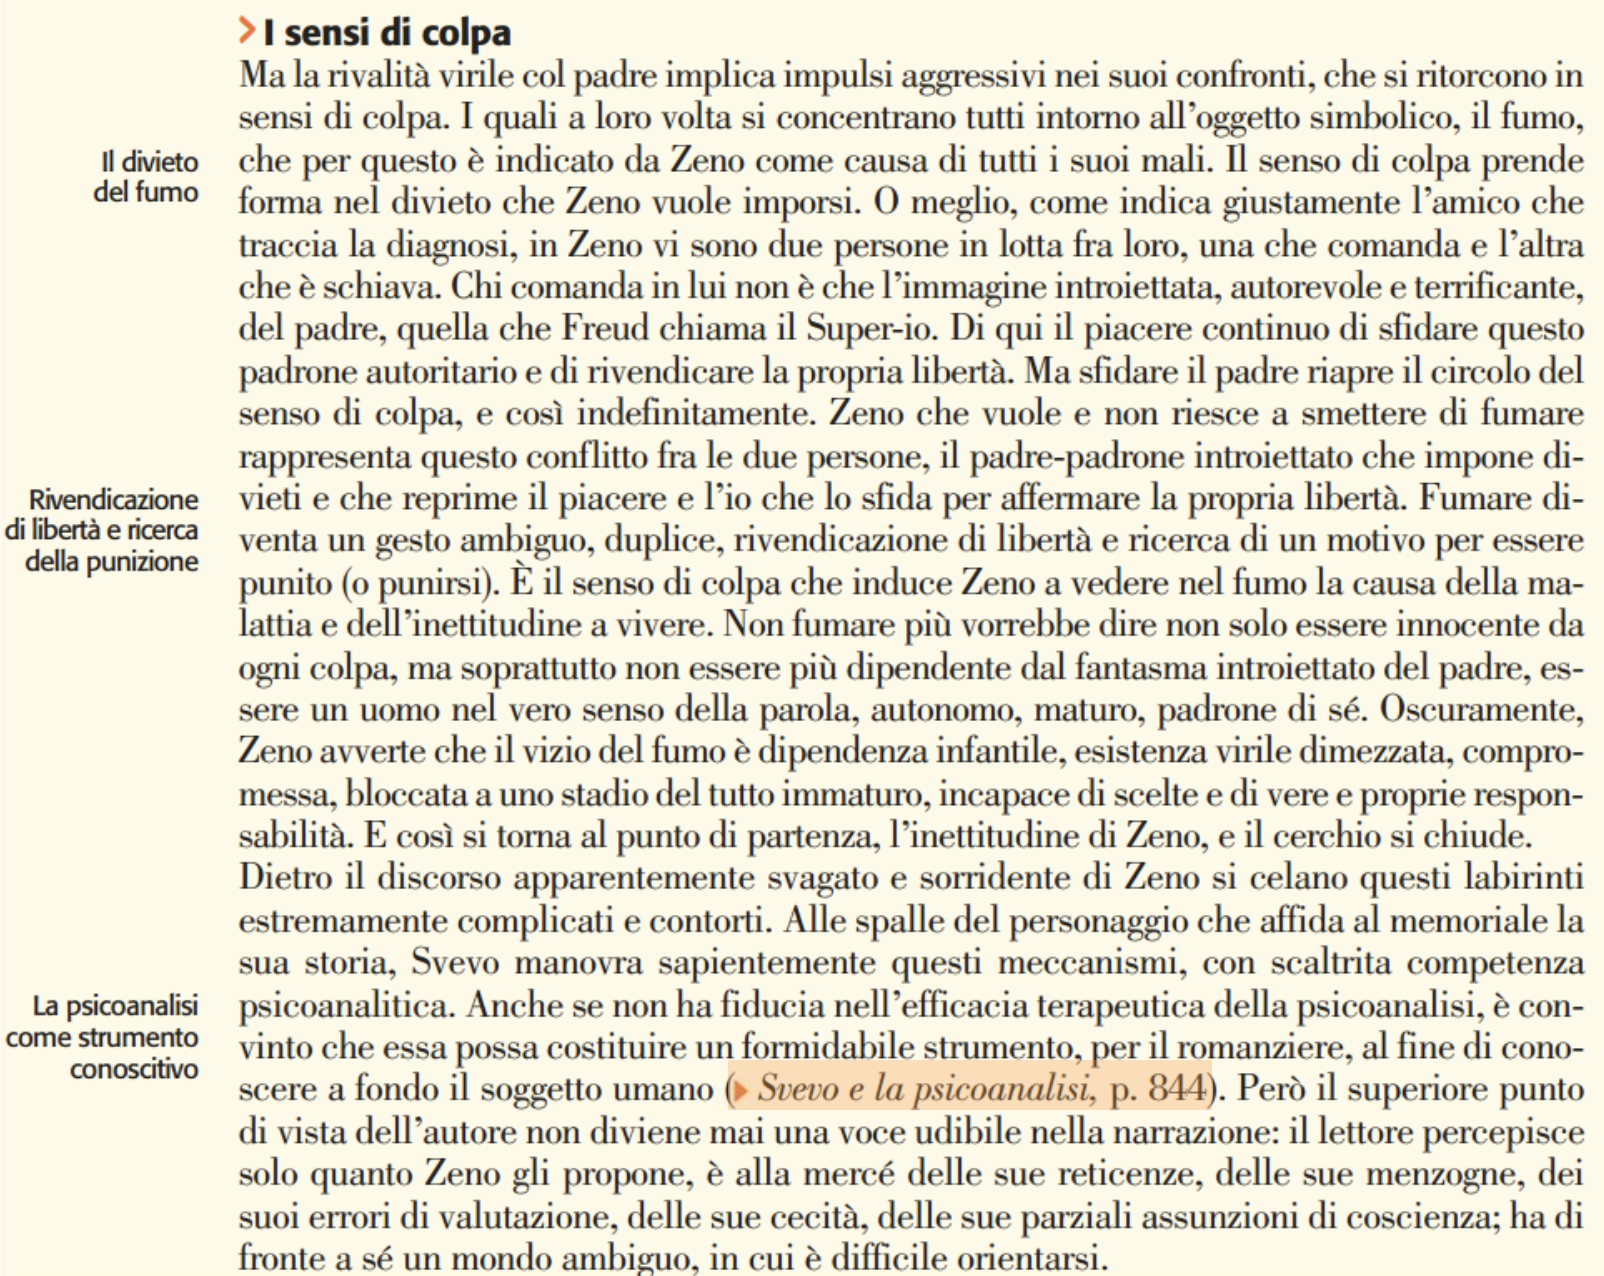 I sensi di colpa
Ma la rivalità virile col padre implica impulsi aggressivi nei suoi confronti, che si ritorcono in
sensi di colpa. I quali a loro volta si concentrano tutti intorno all'oggetto simbolico, il fumo,
Il divieto
del fumo
che per questo è indicato da Zeno come causa di tutti i suoi mali. Il senso di colpa prende
forma nel divieto che Zeno vuole imporsi. O meglio, come indica giustamente l'amico che
traccia la diagnosi, in Zeno vi sono due persone in lotta fra loro, una che comanda e l'altra
che è schiava. Chi comanda in lui non è che l'immagine introiettata, autorevole e terrificante,
del padre, quella che Freud chiama il Super-io. Di qui il piacere continuo di sfidare questo
padrone autoritario e di rivendicare la propria libertà. Ma sfidare il padre riapre il circolo del
senso di colpa, e così indefinitamente. Zeno che vuole e non riesce a smettere di fumare
rappresenta questo conflitto fra le due persone, il padre-padrone introiettato che impone di-
Rivendicazione
di libertà e ricerca
della punizione
vieti e che reprime il piacere e l'io che lo sfida per affermare la propria libertà. Fumare di-
venta un gesto ambiguo, duplice, rivendicazione di libertà e ricerca di un motivo per essere
punito (o punirsi). È il senso di colpa che induce Zeno a vedere nel fumo la causa della ma-
lattia e dell'inettitudine a vivere. Non fumare più vorrebbe dire non solo essere innocente da
ogni colpa, ma soprattutto non essere più dipendente dal fantasma introiettato del padre, es-
sere un uomo nel vero senso della parola, autonomo, maturo, padrone di sé. Oscuramente,
Zeno avverte che il vizio del fumo è dipendenza infantile, esistenza virile dimezzata, compro-
messa, bloccata a uno stadio del tutto immaturo, incapace di scelte e di vere e proprie respon-
sabilità. E così si torna al punto di partenza, l'inettitudine di Zeno, e il cerchio si chiude.
Dietro il discorso apparentemente svagato e sorridente di Zeno si celano questi labirinti
estremamente complicati e contorti. Alle spalle del personaggio che affida al memoriale la
sua storia, Svevo manovra sapientemente questi meccanismi, con scaltrita competenza
La psicoanalisi
come strumento
conoscitivo
psicoanalitica. Anche se non ha fiducia nell'efficacia terapeutica della psicoanalisi, è con-
vinto che essa possa costituire un formidabile strumento, per il romanziere, al fine di cono-
scere a fondo il soggetto umano (▸ Svevo e la psicoanalisi, p. 844). Però il superiore punto
di vista dell'autore non diviene mai una voce udibile nella narrazione: il lettore percepisce
solo quanto Zeno gli propone, è alla mercé delle sue reticenze, delle sue menzogne, dei
suoi errori di valutazione, delle sue cecità, delle sue parziali assunzioni di coscienza; ha di
fronte a sé un mondo ambiguo, in cui è difficile orientarsi.